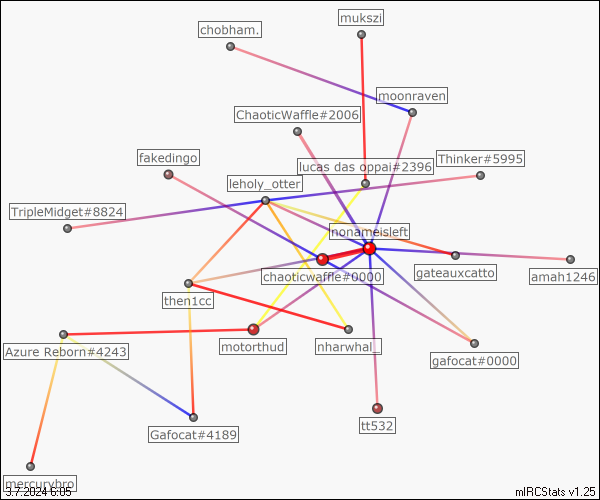 mukszi
chobham.
moonraven
ChaoticWaffle#2006
fakedingo
lucas das oppai#2396
Thinker#5995
leholy_otter
TripleMidget#8824
nonameisleft
chaoticwaffle#0000
gateauxcatto
amah1246
then1cc
Azure Reborn#4243
motorthud
nharwhal_
gafocat#0000
Gafocat#4189
tt532
mercurybro
3.7.2024 6:05
mIRCStats v1.25